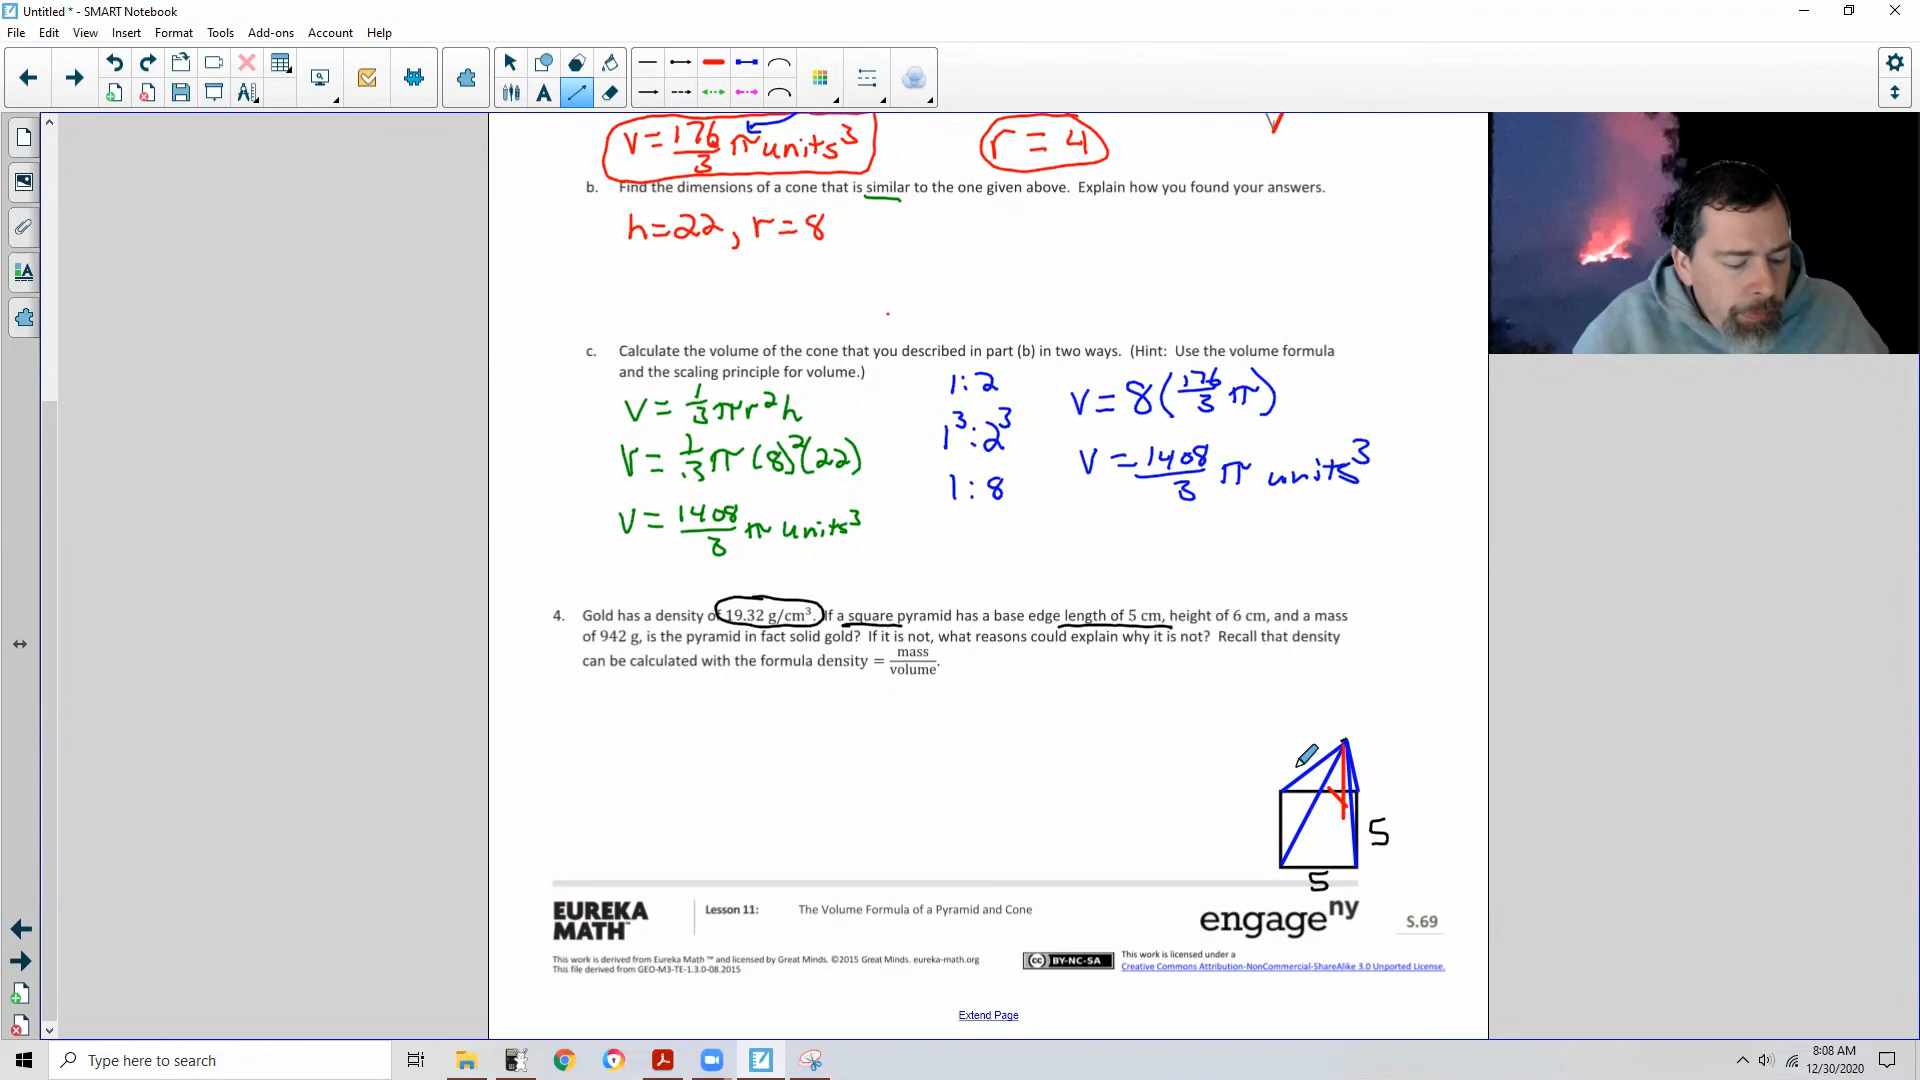 Untitled * - SMART Notebook
File Edit View Insert Format Tools Add-ons Account Help
V = 176/3 π units³
r = 4
b. Find the dimensions of a cone that is similar to the one given above. Explain how you found your answers.
h = 22, r = 8
c. Calculate the volume of the cone that you described in part (b) in two ways. (Hint: Use the volume formula
and the scaling principle for volume.)
V = 1/3 πr²h
V = 1/3 π (8)²(22)
V = 1408/3 π units³
1:2
1³:2³
1:8
V = 8(176/3 π)
V = 1408/3 π units³
4. Gold has a density of 19.32 g/cm³. If a square pyramid has a base edge length of 5 cm, height of 6 cm, and a mass
of 942 g, is the pyramid in fact solid gold? If it is not, what reasons could explain why it is not? Recall that density
can be calculated with the formula density = mass/volume.
5
5
EUREKA
MATH™
Lesson 11: The Volume Formula of a Pyramid and Cone
engageny
S.69
This work is derived from Eureka Math ™ and licensed by Great Minds. ©2015 Great Minds. eureka-math.org
This file derived from GEO-M3-TE-1.3.0-08.2015
CC BY-NC-SA
This work is licensed under a
Creative Commons Attribution-NonCommercial-ShareAlike 3.0 Unported License.
Extend Page
Type here to search
8:08 AM
12/30/2020